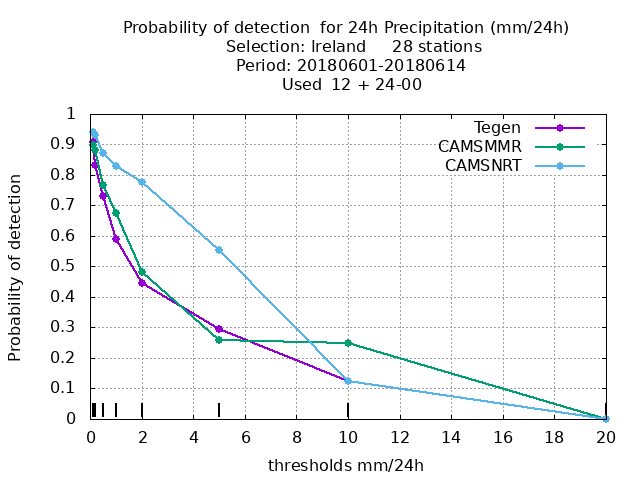 Probability of detection  for 24h Precipitation (mm/24h)
Selection: Ireland     28 stations
Period: 20180601-20180614
Used  12 + 24-00
Tegen
CAMSMMR
CAMSNRT
1
0.9
0.8
0.7
0.6
0.5
0.4
0.3
0.2
0.1
0
Probability of detection
0 2 4 6 8 10 12 14 16 18 20
thresholds mm/24h